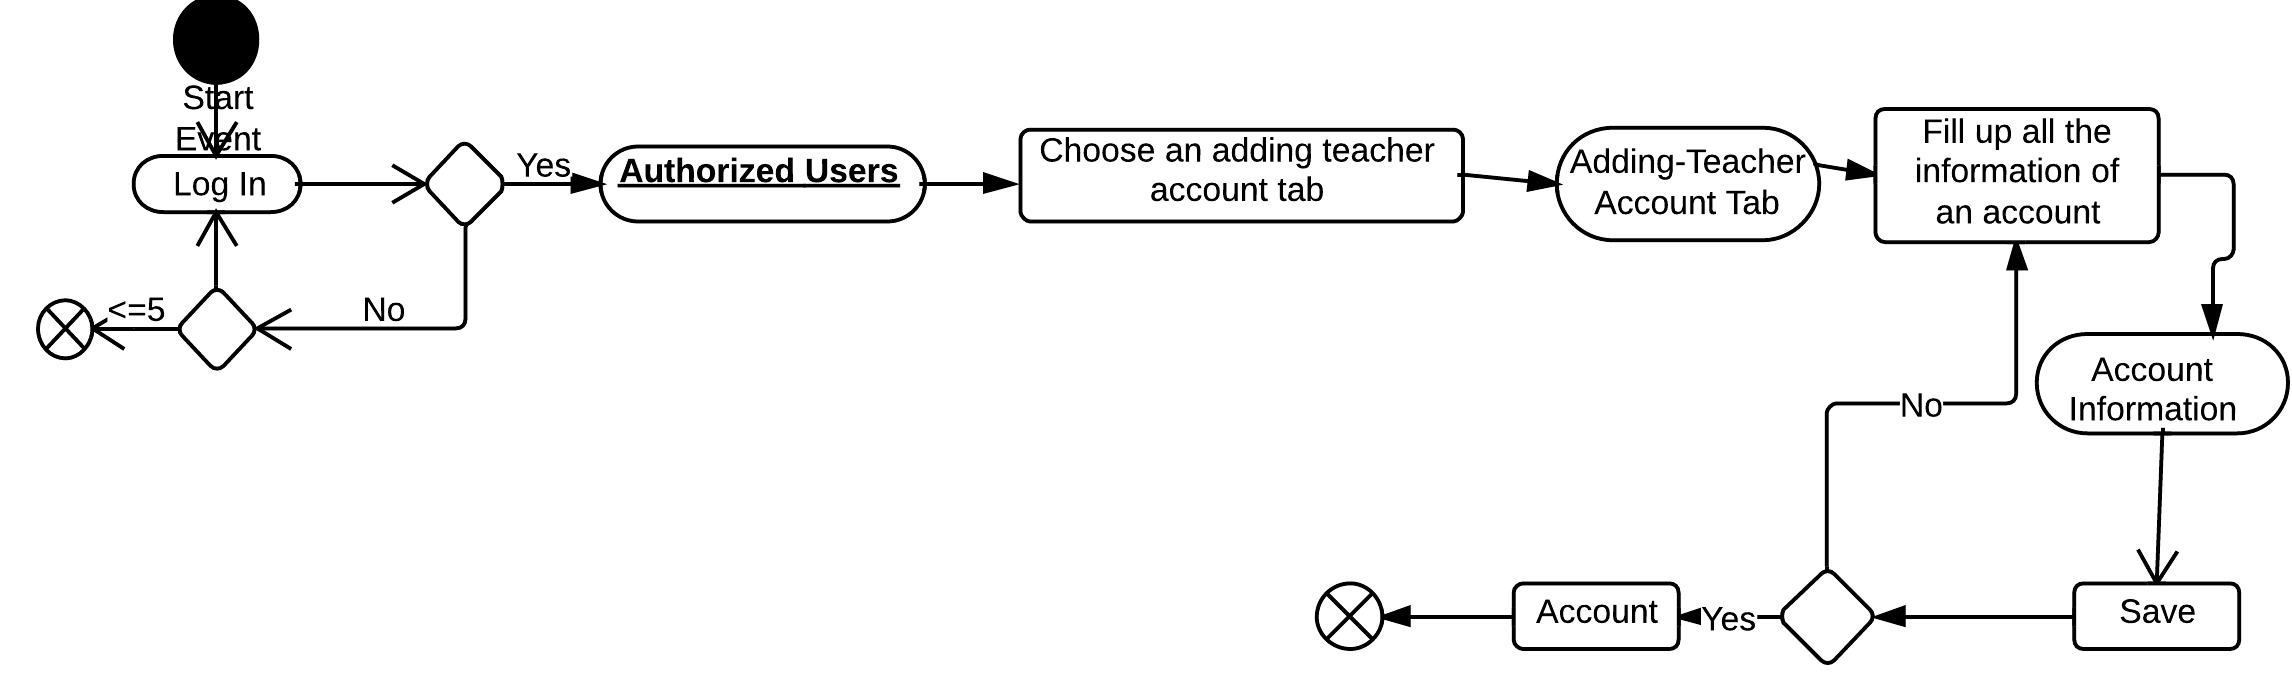 Start
Event
Log In
Yes
Authorized Users
Choose an adding teacher
account tab
Adding-Teacher
Account Tab
Fill up all the
information of
an account
<=5
No
Account
Information
No
Save
Yes
Account